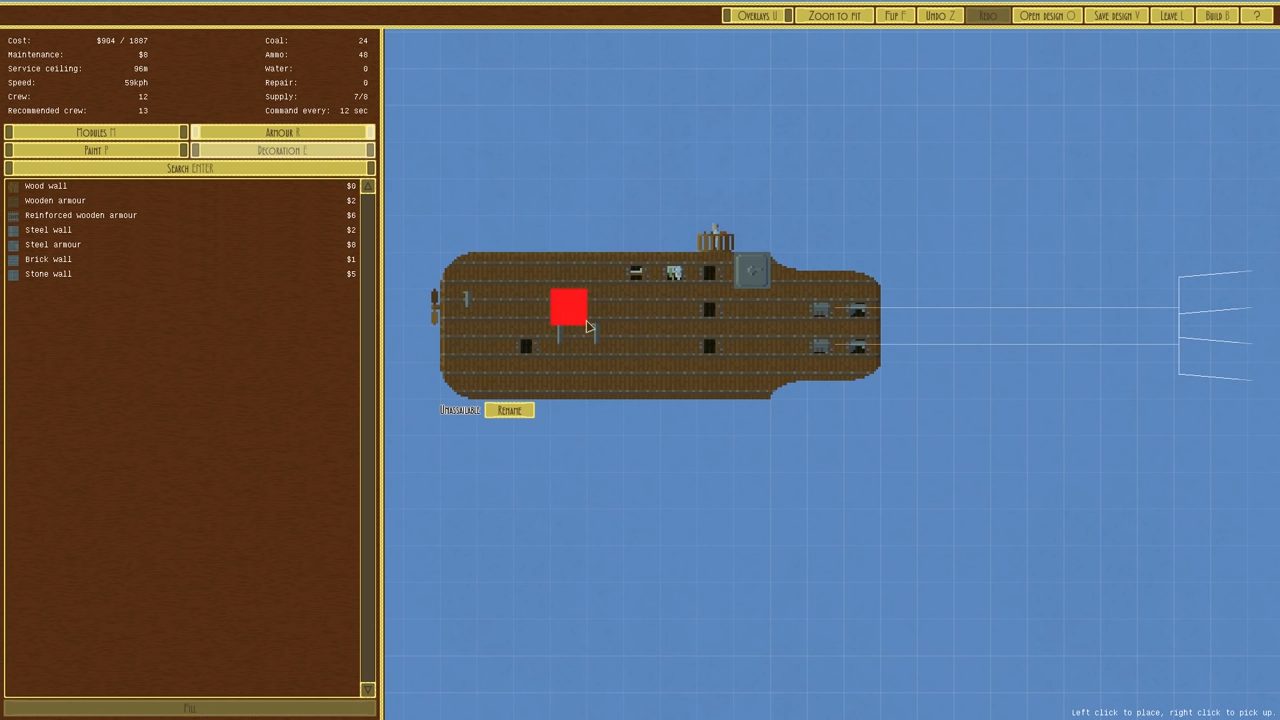 Overlays U Zoom to fit Flip F Undo Z Redo Open design O Save design V Leave L Build B ?
Cost: $904 / 1887 Coal: 24
Maintenance: $8 Ammo: 48
Service ceiling: 96m Water: 0
Speed: 59kph Repair: 0
Crew: 12 Supply: 7/8
Recommended crew: 13 Command every: 12 sec
Modules M Armour R
Paint P Decoration E
Search ENTER
Wood wall $0
Wooden armour $2
Reinforced wooden armour $6
Steel wall $2
Steel armour $8
Brick wall $1
Stone wall $5
Unassailable Rename
Fill
Left click to place, right click to pick up.